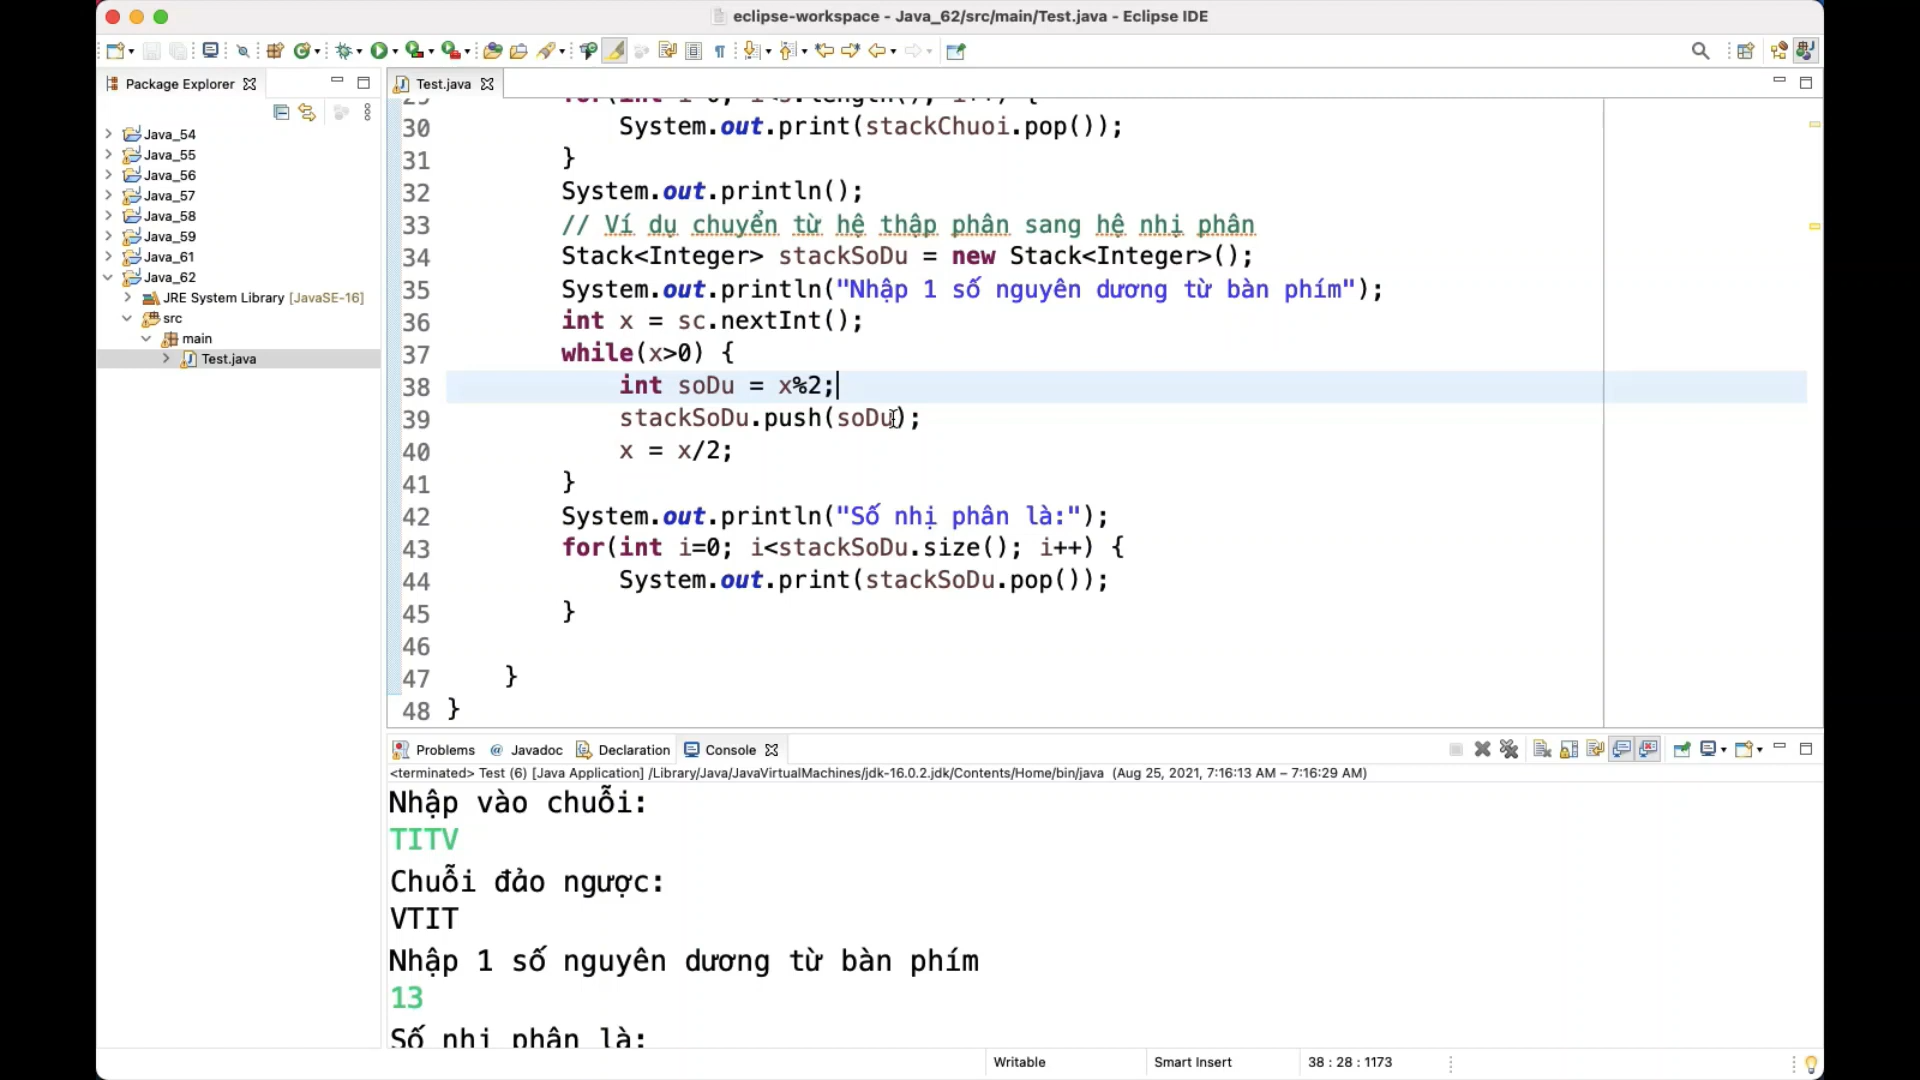 eclipse-workspace - Java_62/src/main/Test.java - Eclipse IDE
Package Explorer
Test.java
Java_54
Java_55
Java_56
Java_57
Java_58
Java_59
Java_61
Java_62
JRE System Library [JavaSE-16]
src
main
Test.java
29 for(int i=0; i<s.length(); i++) {
30 System.out.print(stackChuoi.pop());
31 }
32 System.out.println();
33 // Ví dụ chuyển từ hệ thập phân sang hệ nhị phân
34 Stack<Integer> stackSoDu = new Stack<Integer>();
35 System.out.println("Nhập 1 số nguyên dương từ bàn phím");
36 int x = sc.nextInt();
37 while(x>0) {
38 int soDu = x%2;
39 stackSoDu.push(soDu);
40 x = x/2;
41 }
42 System.out.println("Số nhị phân là:");
43 for(int i=0; i<stackSoDu.size(); i++) {
44 System.out.print(stackSoDu.pop());
45 }
46
47 }
48 }
Problems @ Javadoc Declaration Console
<terminated> Test (6) [Java Application] /Library/Java/JavaVirtualMachines/jdk-16.0.2.jdk/Contents/Home/bin/java (Aug 25, 2021, 7:16:13 AM – 7:16:29 AM)
Nhập vào chuỗi:
TITV
Chuỗi đảo ngược:
VTIT
Nhập 1 số nguyên dương từ bàn phím
13
Số nhị phân là:
Writable Smart Insert 38 : 28 : 1173